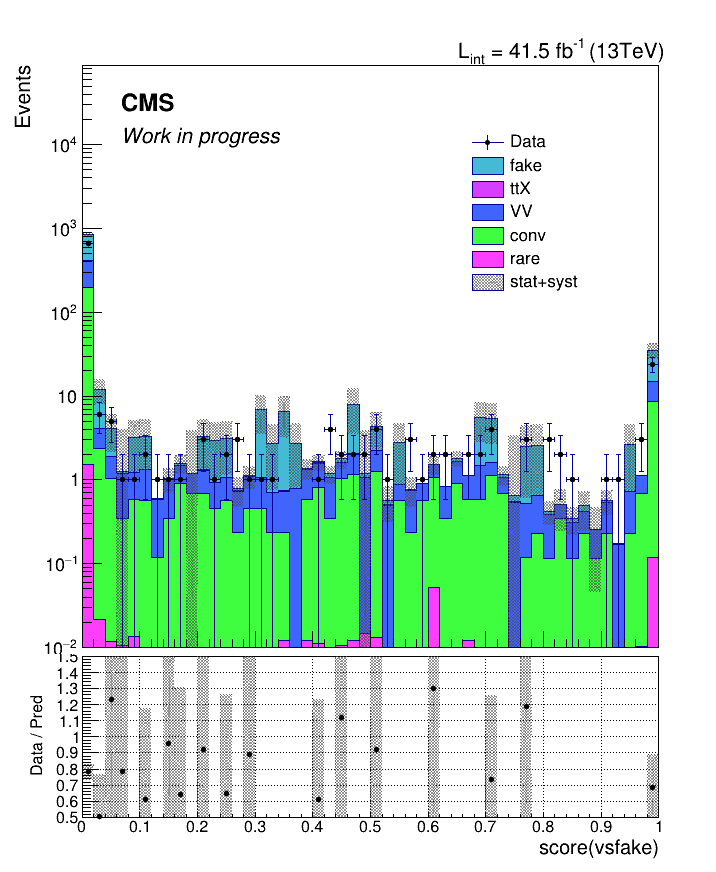 L_int = 41.5 fb^-1 (13TeV)
Events
CMS
Work in progress
Data
fake
ttX
VV
conv
rare
stat+syst
10^4
10^3
10^2
10
1
10^−1
10^−2
Data / Pred
1.5
1.4
1.3
1.2
1.1
1
0.9
0.8
0.7
0.6
0.5
0 0.1 0.2 0.3 0.4 0.5 0.6 0.7 0.8 0.9 1
score(vsfake)